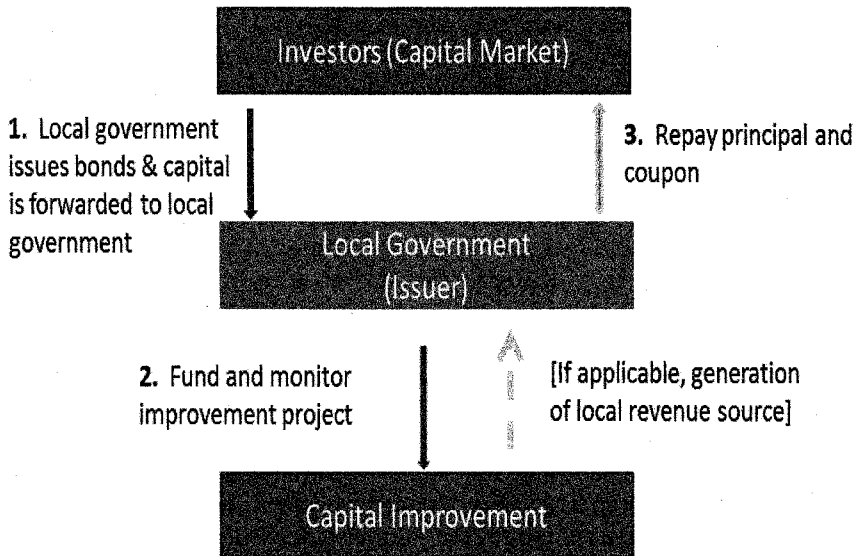 Investors (Capital Market)
1. Local government
issues bonds & capital
is forwarded to local
government
3. Repay principal and
coupon
Local Government
(Issuer)
2. Fund and monitor
improvement project
[If applicable, generation
of local revenue source]
Capital Improvement